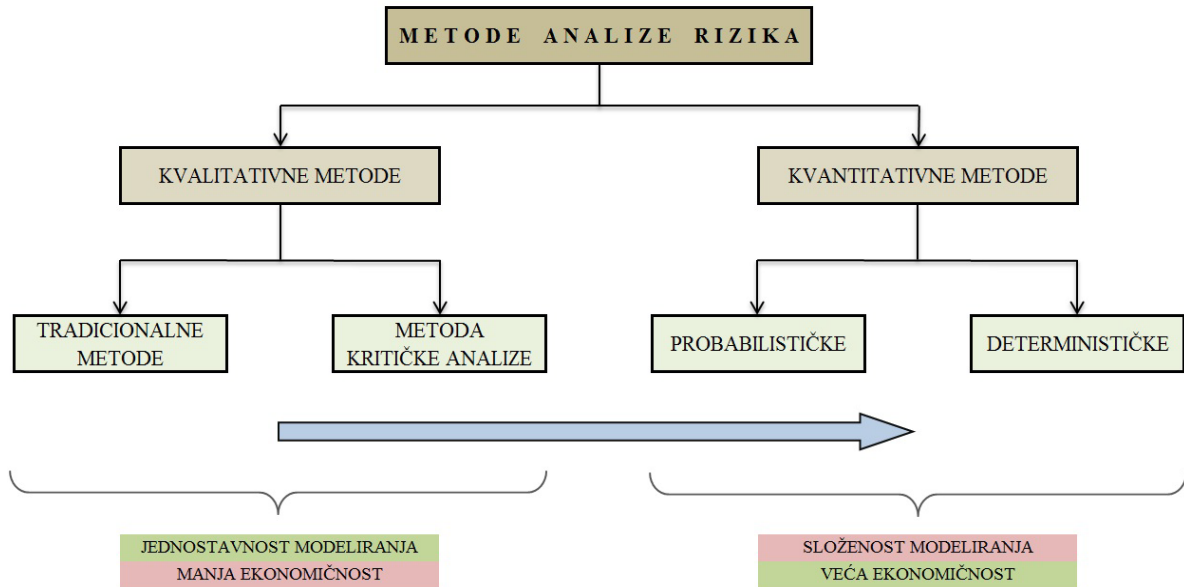 METODE ANALIZE RIZIKA
KVALITATIVNE METODE
KVANTITATIVNE METODE
TRADICIONALNE
METODE
METODA
KRITIČKE ANALIZE
PROBABILISTIČKE
DETERMINISTIČKE
JEDNOSTAVNOST MODELIRANJA
MANJA EKONOMIČNOST
SLOŽENOST MODELIRANJA
VEĆA EKONOMIČNOST